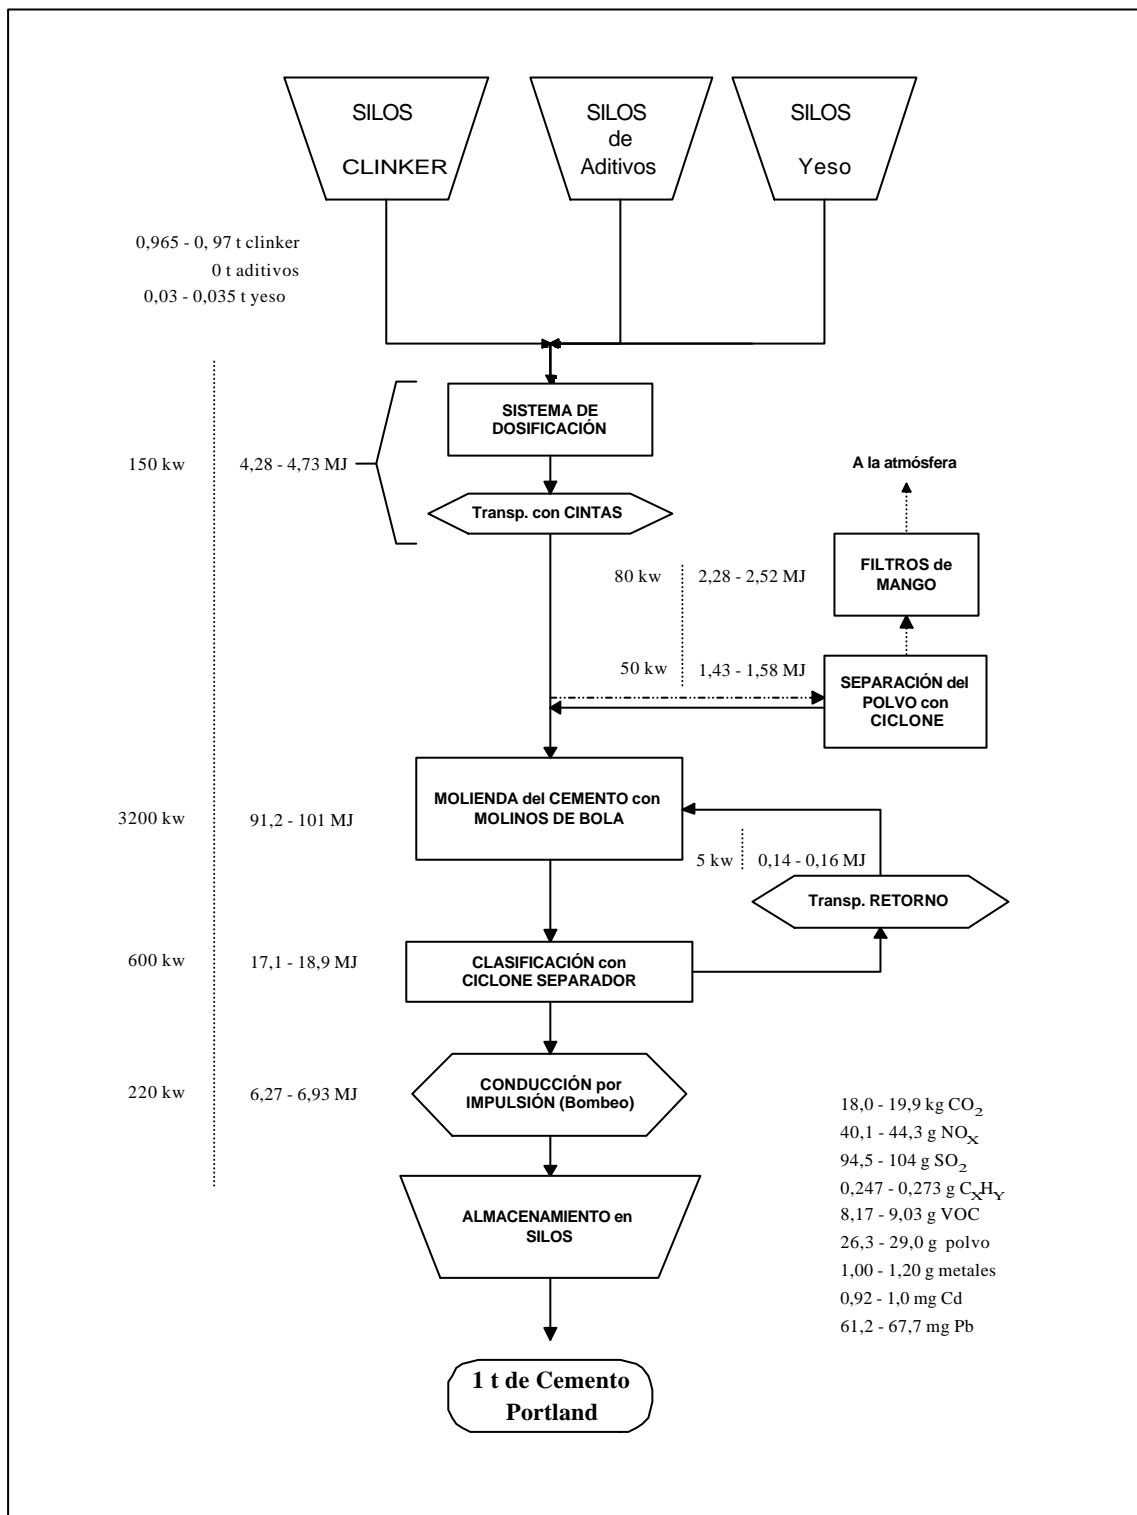 SILOS
CLINKER
SILOS
de
Aditivos
SILOS
Yeso
0,965 - 0, 97 t clinker
0 t aditivos
0,03 - 0,035 t yeso
SISTEMA DE
DOSIFICACIÓN
150 kw
4,28 - 4,73 MJ
A la atmósfera
Transp. con CINTAS
80 kw
2,28 - 2,52 MJ
FILTROS de
MANGO
50 kw
1,43 - 1,58 MJ
SEPARACIÓN del
POLVO con
CICLONE
3200 kw
91,2 - 101 MJ
MOLIENDA del CEMENTO con
MOLINOS DE BOLA
5 kw
0,14 - 0,16 MJ
Transp. RETORNO
600 kw
17,1 - 18,9 MJ
CLASIFICACIÓN con
CICLONE SEPARADOR
220 kw
6,27 - 6,93 MJ
CONDUCCIÓN por
IMPULSIÓN (Bombeo)
ALMACENAMIENTO en
SILOS
18,0 - 19,9 kg CO2
40,1 - 44,3 g NOX
94,5 - 104 g SO2
0,247 - 0,273 g CXHY
8,17 - 9,03 g VOC
26,3 - 29,0 g polvo
1,00 - 1,20 g metales
0,92 - 1,0 mg Cd
61,2 - 67,7 mg Pb
1 t de Cemento
Portland